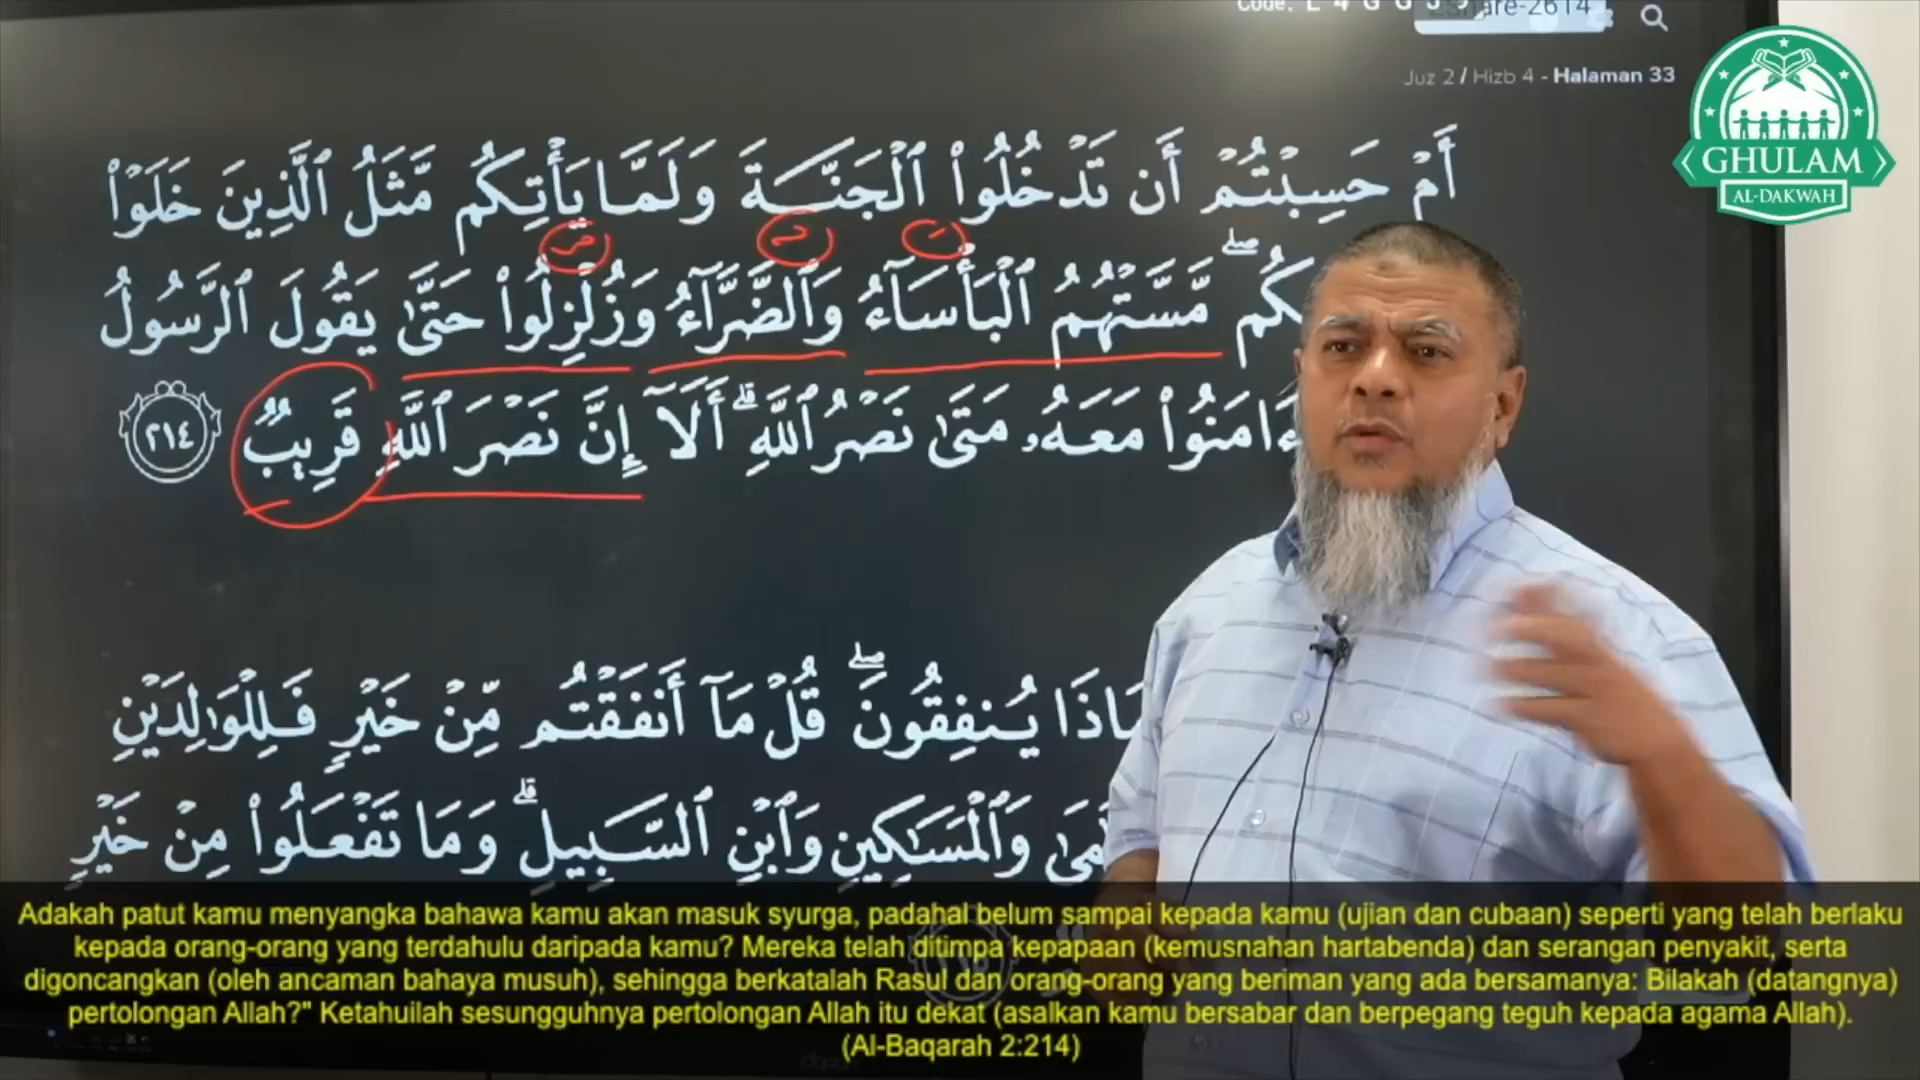 Juz 2 / Hizb 4 - Halaman 33
GHULAM
AL-DAKWAH
أَمْ حَسِبْتُمْ أَن تَدْخُلُوا۟ ٱلْجَنَّةَ وَلَمَّا يَأْتِكُم مَّثَلُ ٱلَّذِينَ خَلَوْا۟
كُم ۖ مَّسَّتْهُمُ ٱلْبَأْسَآءُ وَٱلضَّرَّآءُ وَزُلْزِلُوا۟ حَتَّىٰ يَقُولَ ٱلرَّسُولُ
ءَامَنُوا۟ مَعَهُۥ مَتَىٰ نَصْرُ ٱللَّهِ ۗ أَلَآ إِنَّ نَصْرَ ٱللَّهِ قَرِيبٌ ٢١٤
مَاذَا يُنفِقُونَ ۖ قُلْ مَآ أَنفَقْتُم مِّنْ خَيْرٍ فَلِلْوَٰلِدَيْنِ
وَٱلْمَسَٰكِينِ وَٱبْنِ ٱلسَّبِيلِ ۗ وَمَا تَفْعَلُوا۟ مِنْ خَيْرٍ
Adakah patut kamu menyangka bahawa kamu akan masuk syurga, padahal belum sampai kepada kamu (ujian dan cubaan) seperti yang telah berlaku
kepada orang-orang yang terdahulu daripada kamu? Mereka telah ditimpa kepapaan (kemusnahan hartabenda) dan serangan penyakit, serta
digoncangkan (oleh ancaman bahaya musuh), sehingga berkatalah Rasul dan orang-orang yang beriman yang ada bersamanya: Bilakah (datangnya)
pertolongan Allah?" Ketahuilah sesungguhnya pertolongan Allah itu dekat (asalkan kamu bersabar dan berpegang teguh kepada agama Allah).
(Al-Baqarah 2:214)